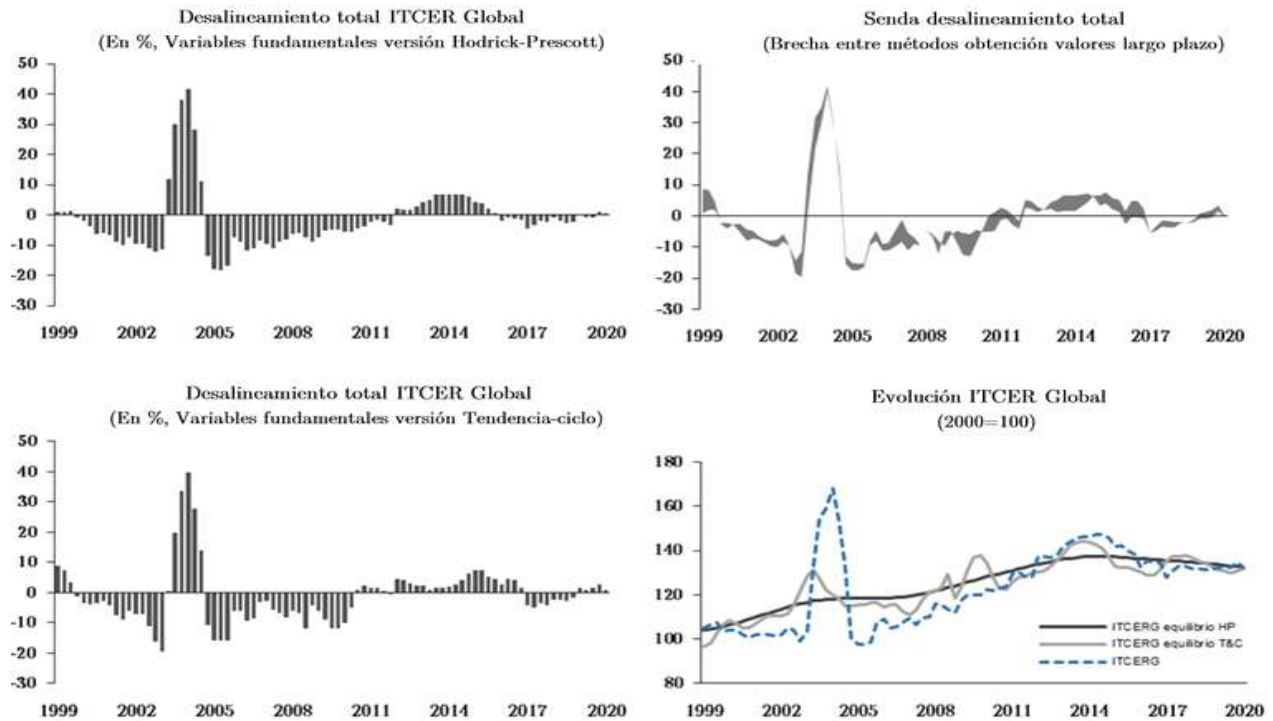 Desalineamiento total ITCER Global
(En %, Variables fundamentales versión Hodrick-Prescott)
50
40
30
20
10
0
-10
-20
-30
1999 2002 2005 2008 2011 2014 2017 2020
Senda desalineamiento total
(Brecha entre métodos obtención valores largo plazo)
50
40
30
20
10
0
-10
-20
-30
1999 2002 2005 2008 2011 2014 2017 2020
Desalineamiento total ITCER Global
(En %, Variables fundamentales versión Tendencia-ciclo)
50
40
30
20
10
0
-10
-20
-30
1999 2002 2005 2008 2011 2014 2017 2020
Evolución ITCER Global
(2000=100)
180
160
140
120
100
80
ITCERG equilibrio HP
ITCERG equilibrio T&C
ITCERG
1999 2002 2005 2008 2011 2014 2017 2020